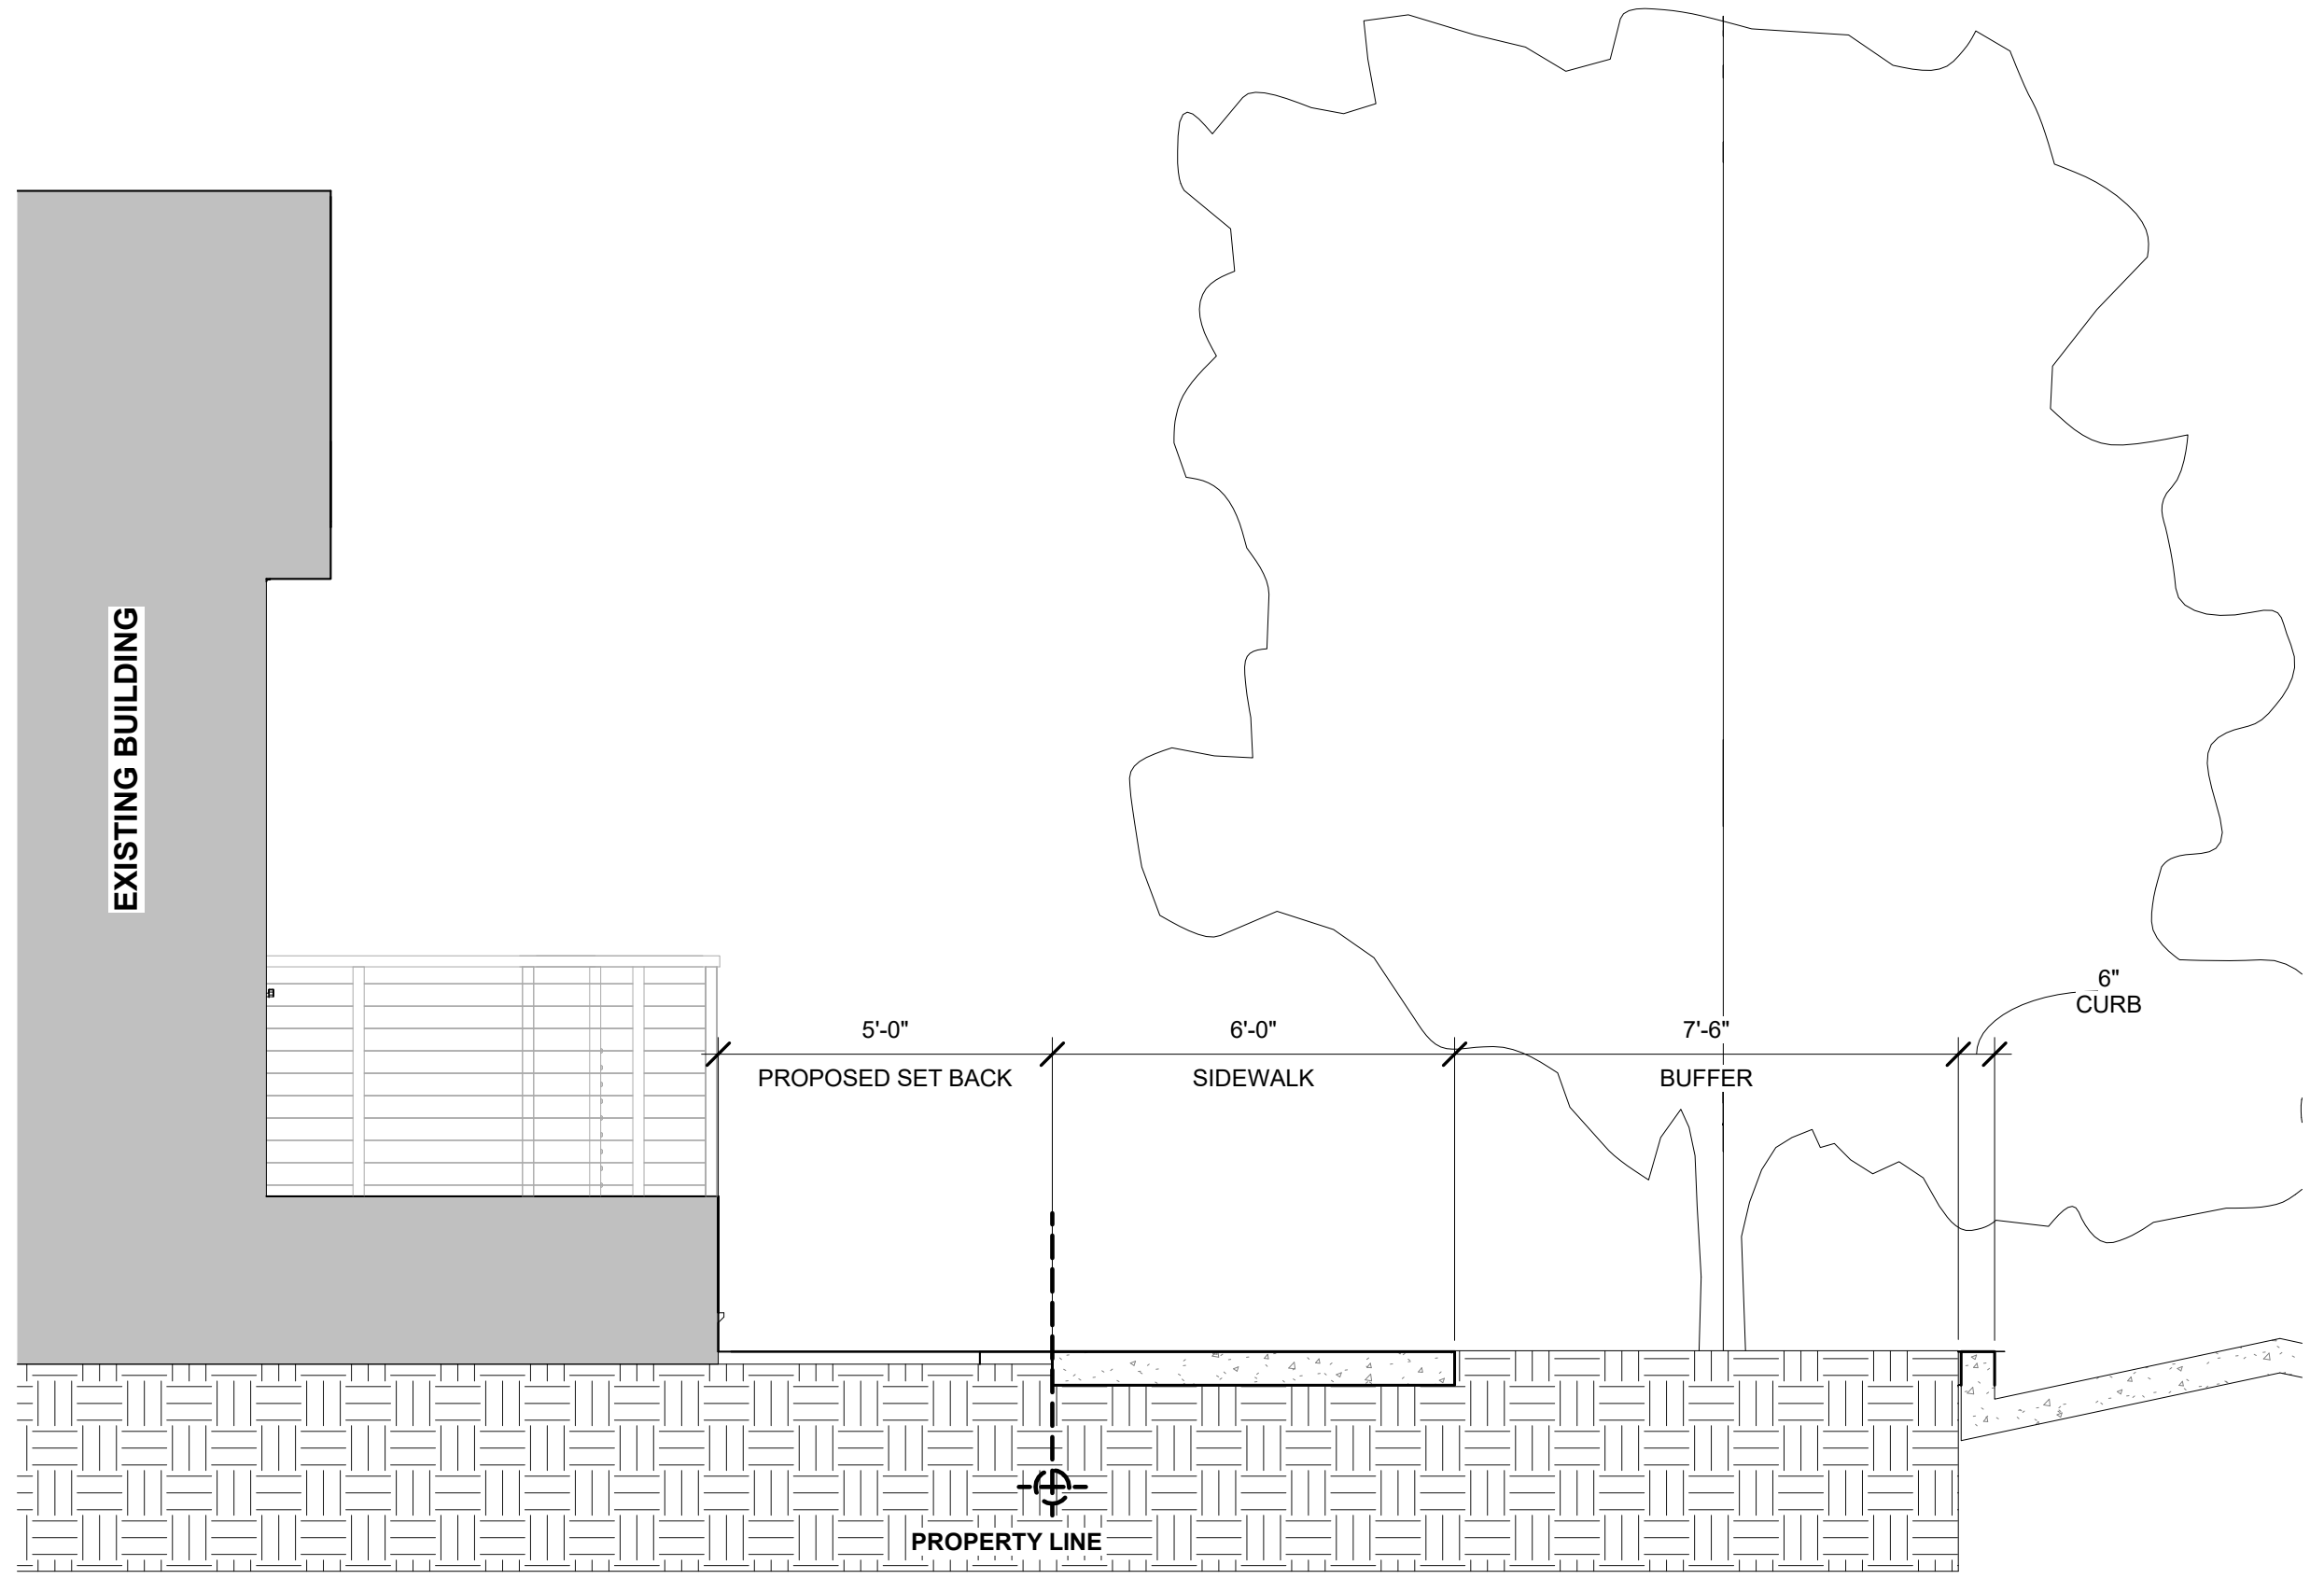 EXISTING BUILDING
6"
CURB
5'-0"
6'-0"
7'-6"
PROPOSED SET BACK
SIDEWALK
BUFFER
PROPERTY LINE